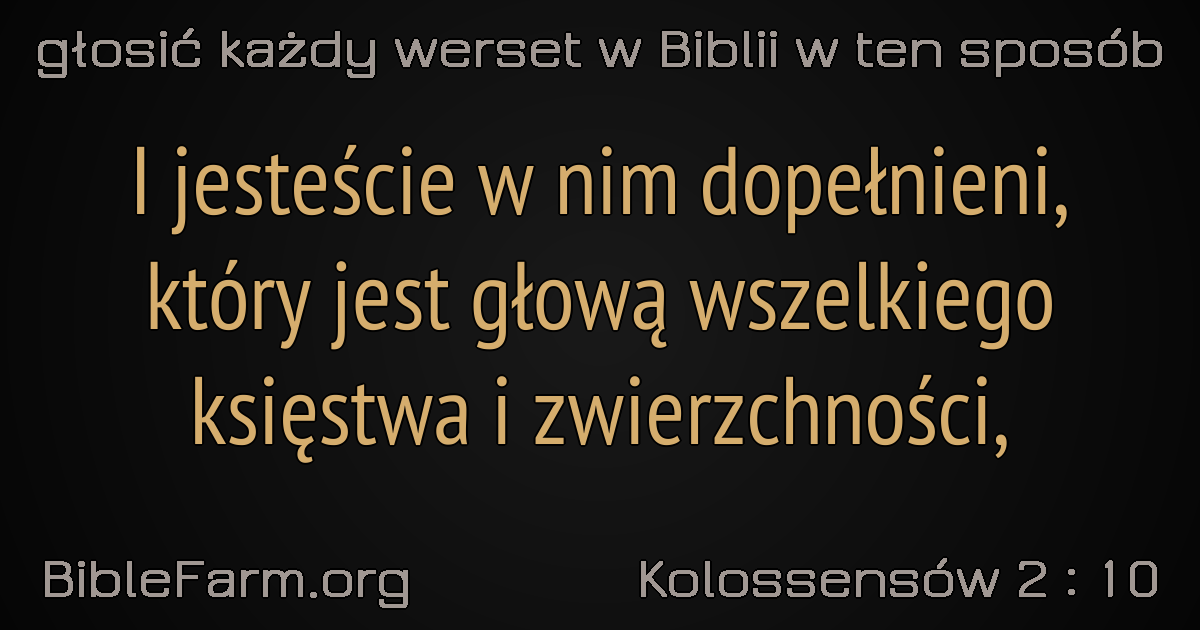 głosić każdy werset w Biblii w ten sposób
I jesteście w nim dopełnieni,
który jest głową wszelkiego
księstwa i zwierzchności,
BibleFarm.org
Kolossensów 2 : 10